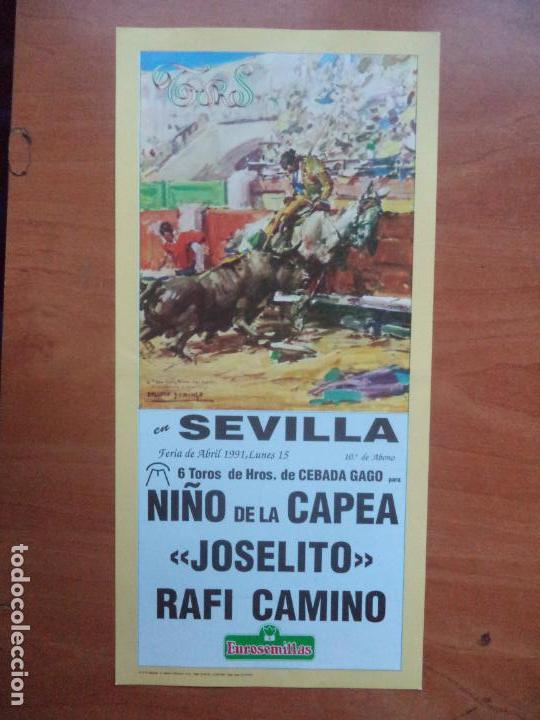 TOROS
en SEVILLA
Feria de Abril 1991, Lunes 15 10.ª de Abono
6 Toros de Hros. de CEBADA GAGO para
NIÑO DE LA CAPEA
«JOSELITO»
RAFI CAMINO
Eurosemillas
todocoleccion